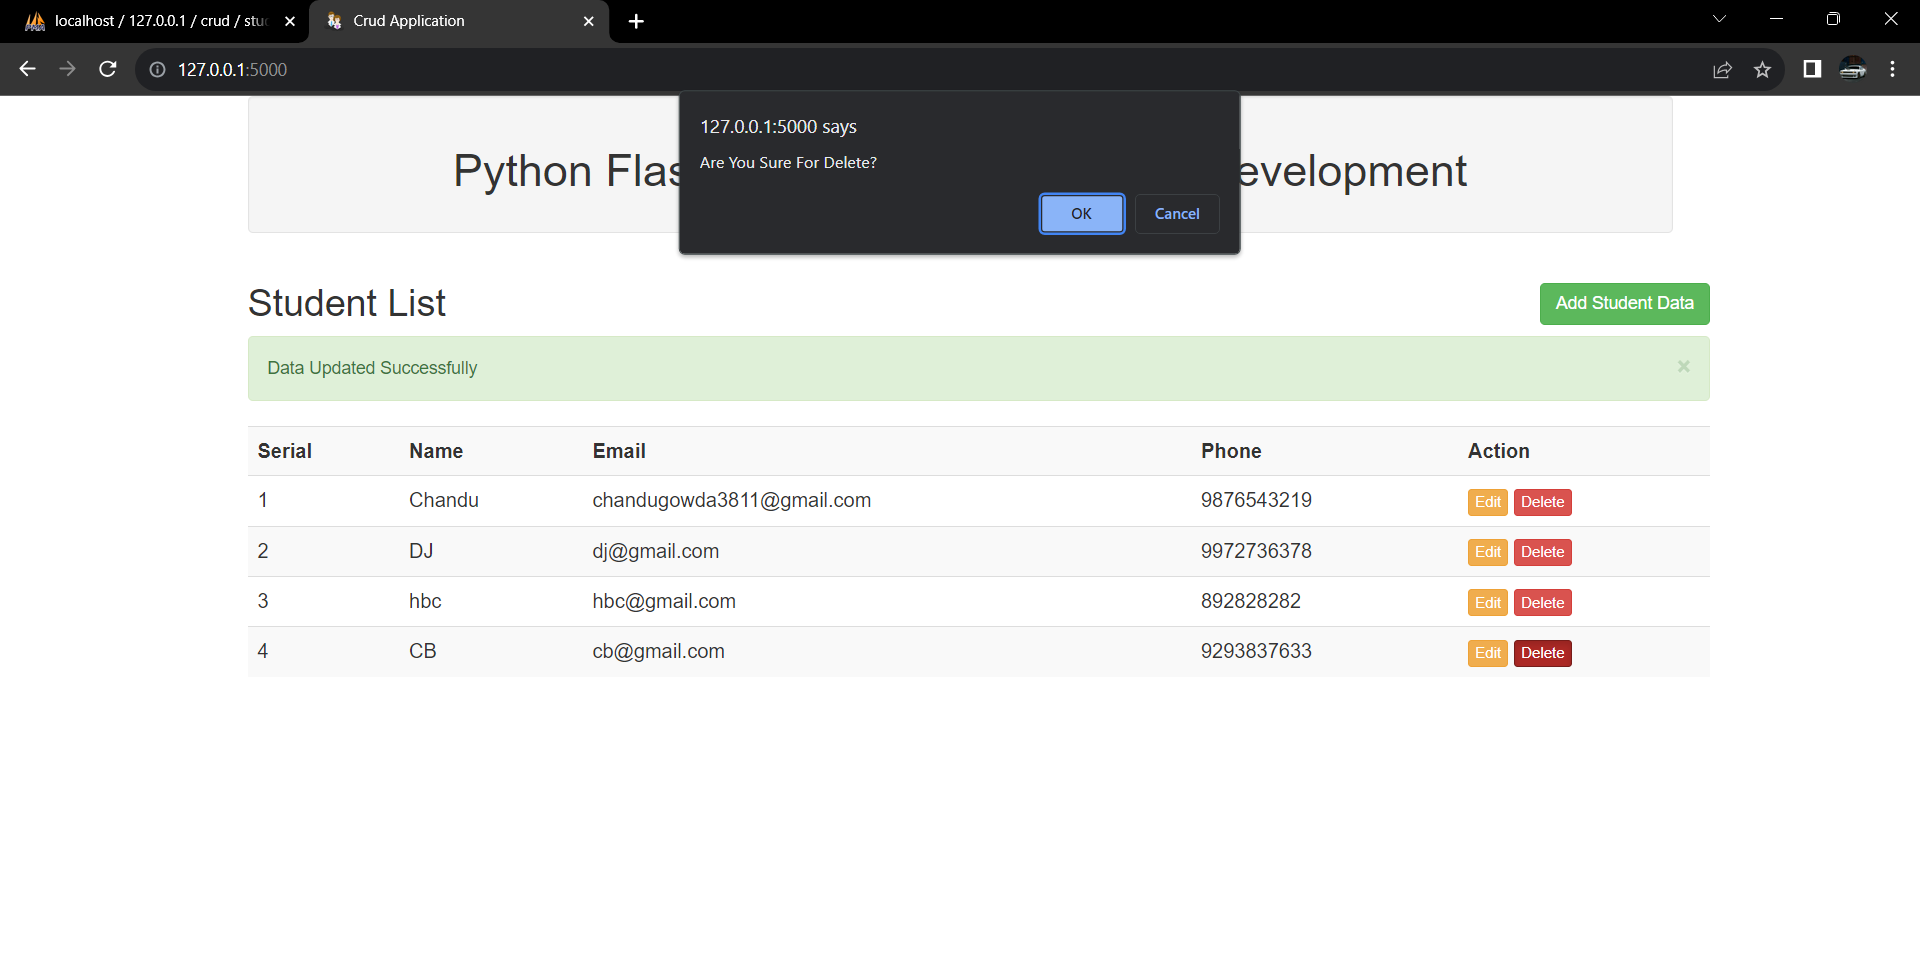 localhost / 127.0.0.1 / crud / stu
Crud Application
127.0.0.1:5000
127.0.0.1:5000 says
Are You Sure For Delete?
OK Cancel
Python
Student List
Add Student Data
Data Updated Successfully ×
Serial Name Email Phone Action
1 Chandu chandugowda3811@gmail.com 9876543219 Edit Delete
2 DJ dj@gmail.com 9972736378 Edit Delete
3 hbc hbc@gmail.com 892828282 Edit Delete
4 CB cb@gmail.com 9293837633 Edit Delete